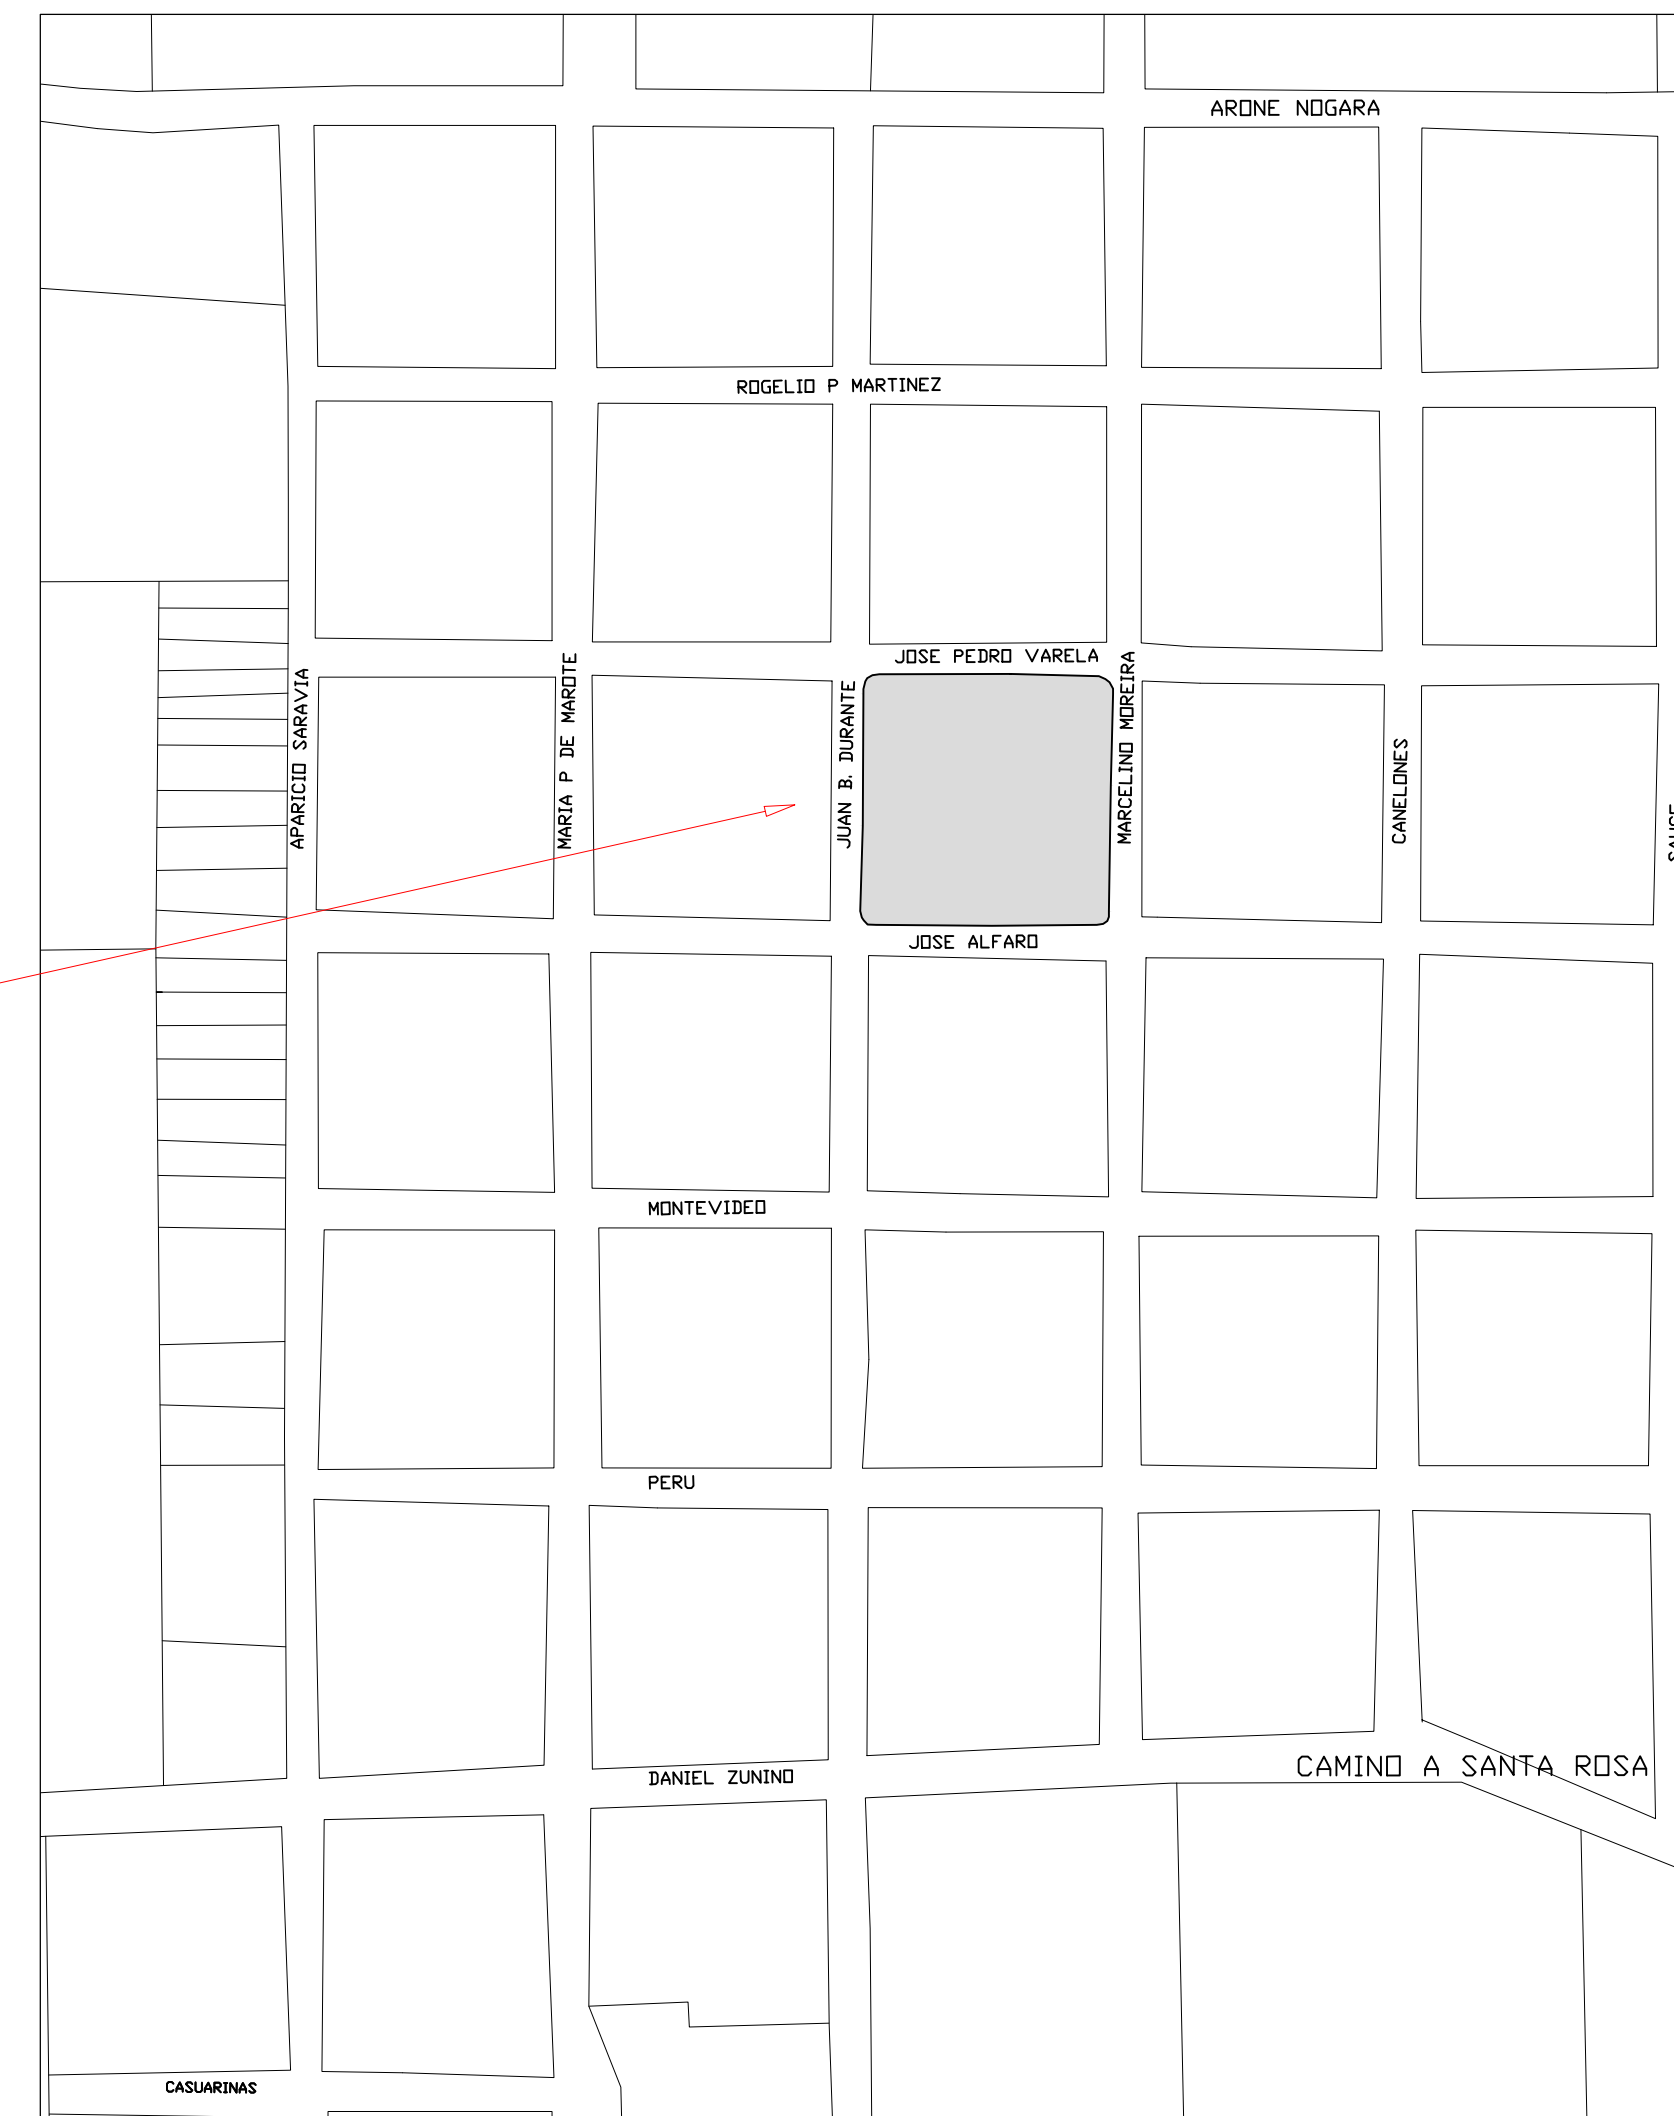 ARONE NOGARA
ROGELIO P MARTINEZ
JOSE PEDRO VARELA
APARICIO SARAVIA
MARIA P DE MAROTE
JUAN B. DURANTE
MARCELINO MOREIRA
CANELONES
JOSE ALFARO
MONTEVIDEO
PERU
CAMINO A SANTA ROSA
DANIEL ZUNINO
CASUARINAS